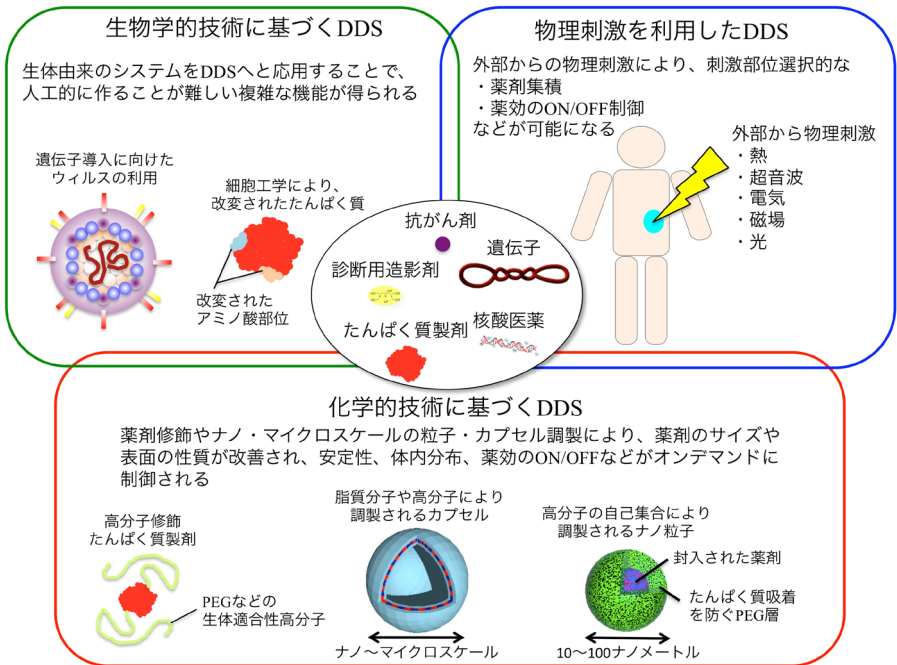 生物学的技術に基づくDDS
生体由来のシステムをDDSへと応用することで、
人工的に作ることが難しい複雑な機能が得られる
遺伝子導入に向けた
ウィルスの利用
細胞工学により、
改変されたたんぱく質
改変された
アミノ酸部位
物理刺激を利用したDDS
外部からの物理刺激により、刺激部位選択的な
・薬剤集積
・薬効のON/OFF制御
などが可能になる
外部から物理刺激
・熱
・超音波
・電気
・磁場
・光
抗がん剤
遺伝子
診断用造影剤
核酸医薬
たんぱく質製剤
化学的技術に基づくDDS
薬剤修飾やナノ・マイクロスケールの粒子・カプセル調製により、薬剤のサイズや
表面の性質が改善され、安定性、体内分布、薬効のON/OFFなどがオンデマンドに
制御される
高分子修飾
たんぱく質製剤
PEGなどの
生体適合性高分子
脂質分子や高分子により
調製されるカプセル
ナノ〜マイクロスケール
高分子の自己集合により
調製されるナノ粒子
封入された薬剤
たんぱく質吸着
を防ぐPEG層
10〜100ナノメートル